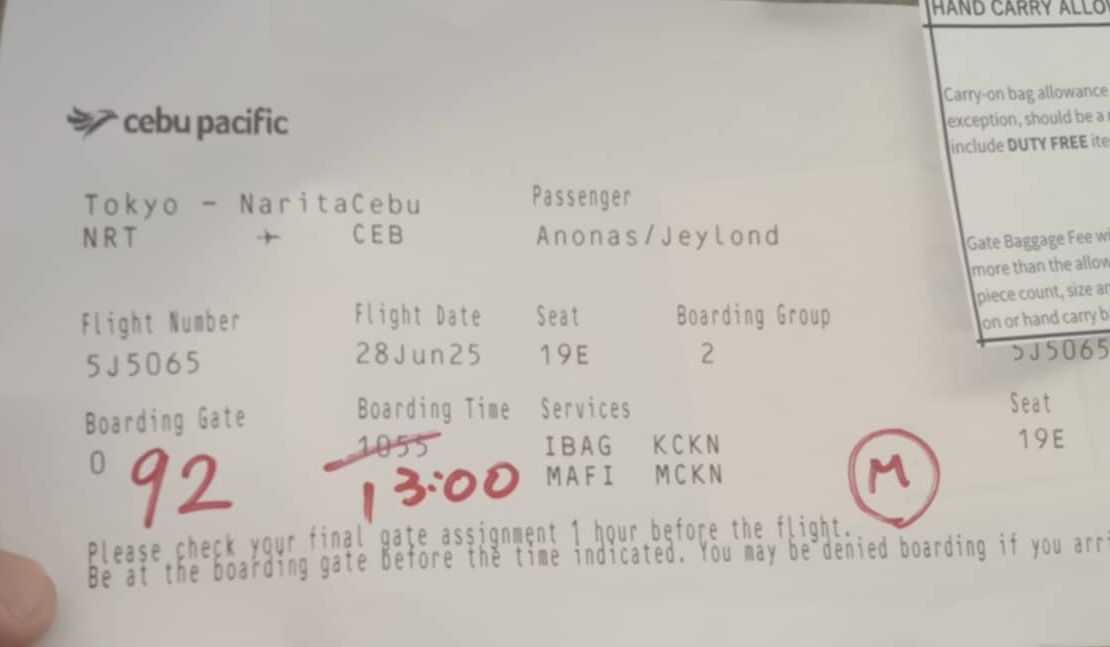 cebu pacific
Tokyo - NaritaCebu
NRT CEB
Passenger
Anonas/Jeylond
Flight Number
5J5065
Flight Date
28Jun25
Seat
19E
Boarding Group
2
Boarding Gate
0 92
Boarding Time
1055
13:00
Services
IBAG KCKN
MAFI MCKN
M
Please check your final gate assignment 1 hour before the flight.
Be at the boarding gate before the time indicated. You may be denied boarding if you arri
HAND CARRY ALLO
Carry-on bag allowance
exception, should be a
include DUTY FREE ite
Gate Baggage Fee wi
more than the allow
piece count, size an
on or hand carry b
5J5065
Seat
19E